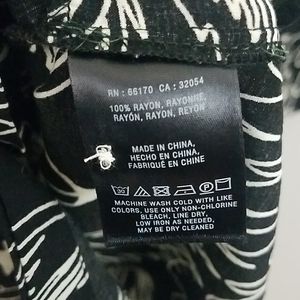 RN : 66170 CA : 32054
100% RAYON, RAYONNE,
RAYÓN, RAYON, REYON
MADE IN CHINA,
HECHO EN CHINA,
FABRIQUÉ EN CHINE
MACHINE WASH COLD WITH LIKE
COLORS, USE ONLY NON-CHLORINE
BLEACH. LINE DRY,
LOW IRON AS NEEDED,
MAY BE DRY CLEANED